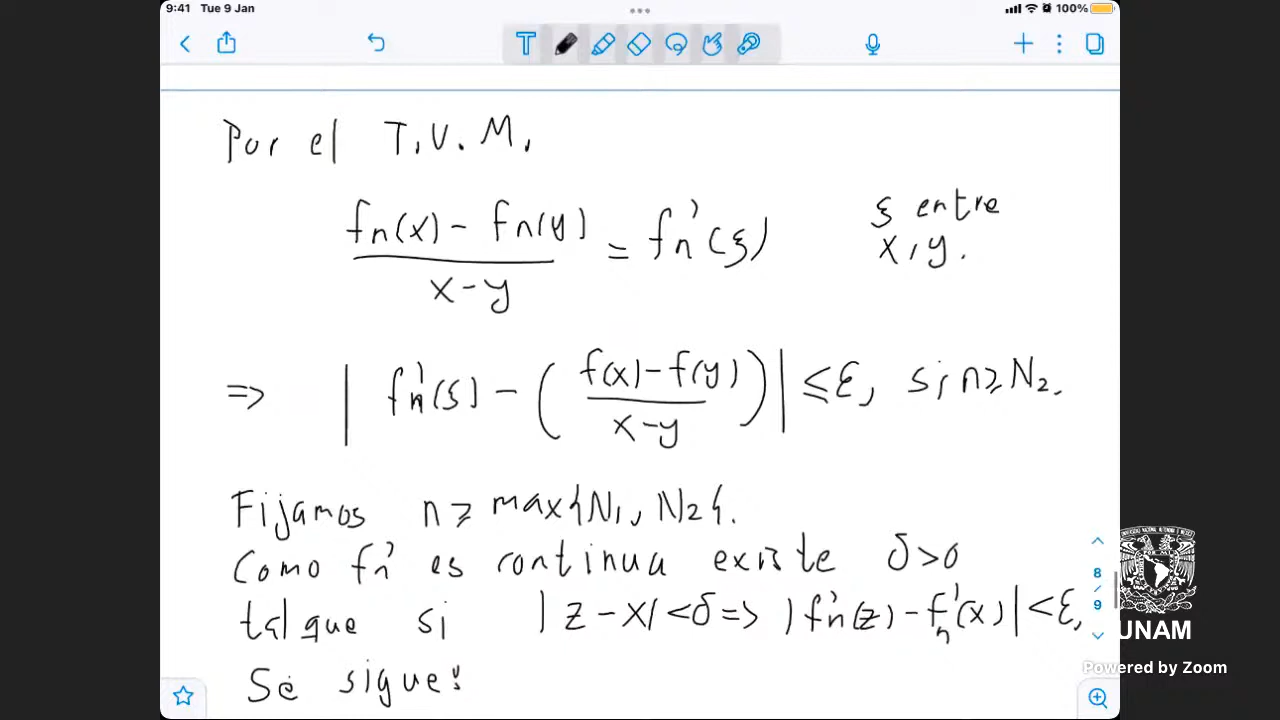 9:41 Tue 9 Jan
100%
T
Por el T.V.M.
fn(x) - fn(y) / x - y = fn'(ξ)
ξ entre
x, y.
=> | fn'(ξ) - ( f(x) - f(y) / x - y ) | ≤ ε, si n ≥ N2.
Fijamos n ≥ max{N1, N2}.
Como fn' es continua existe δ>0
tal que si |z - x| < δ => |fn'(z) - fn'(x)| < ε,
Se sigue:
8
9
UNAM
Powered by Zoom